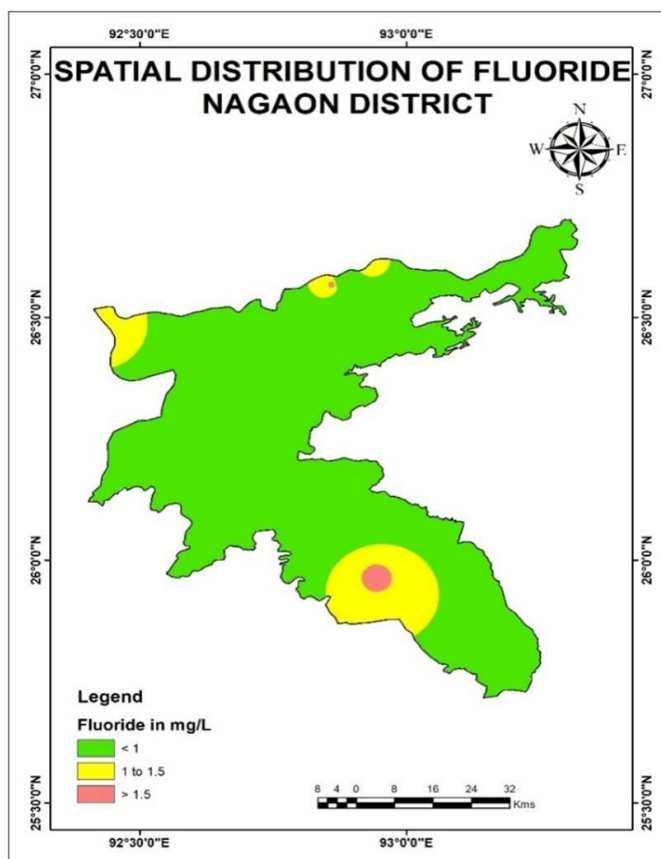 92°30'0"E 93°0'0"E
SPATIAL DISTRIBUTION OF FLUORIDE
NAGAON DISTRICT
N
W E
S
27°0'0"N 27°0'0"N
26°30'0"N 26°30'0"N
26°0'0"N 26°0'0"N
25°30'0"N 25°30'0"N
Legend
Fluoride in mg/L
< 1
1 to 1.5
> 1.5
8 4 0 8 16 24 32
Kms
92°30'0"E 93°0'0"E